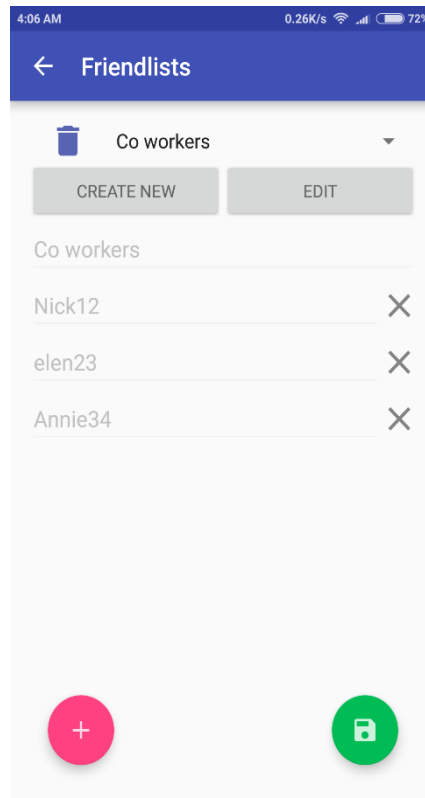 4:06 AM 0.26K/s 72%
Friendlists
Co workers
CREATE NEW EDIT
Co workers
Nick12
elen23
Annie34